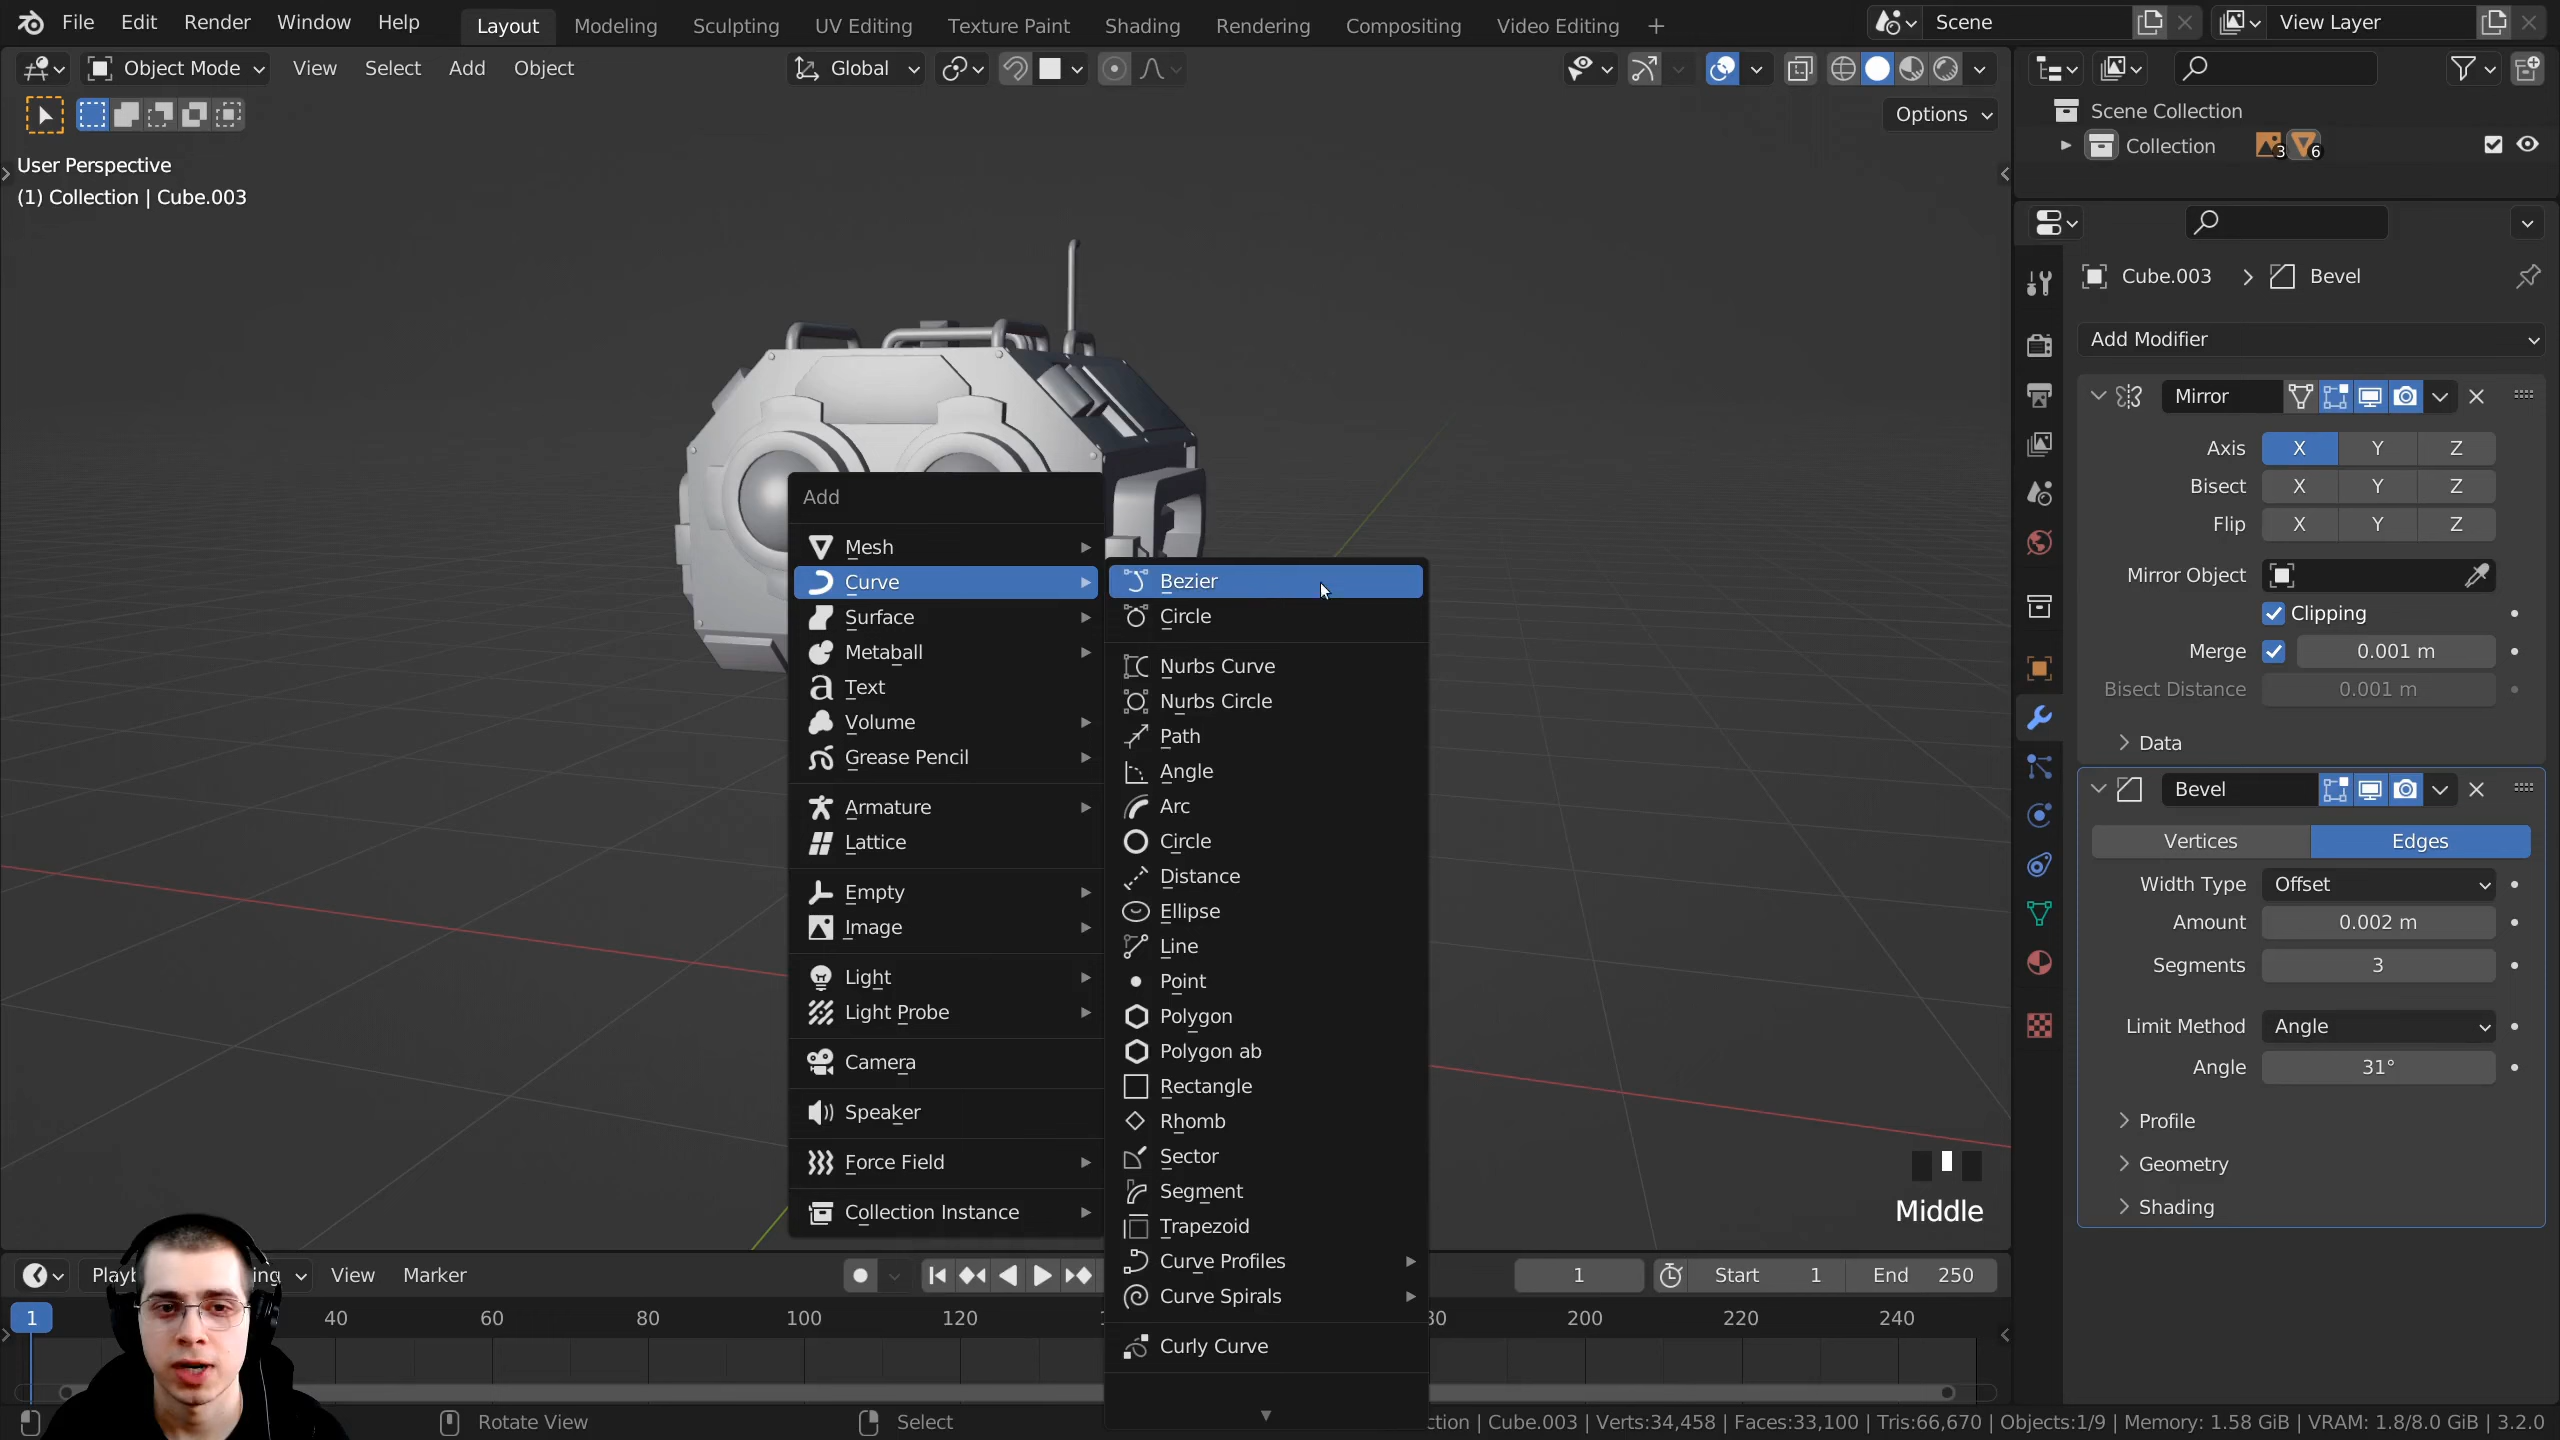 File Edit Render Window Help Layout Modeling Sculpting UV Editing Texture Paint Shading Rendering Compositing Video Editing + Scene View Layer
Object Mode View Select Add Object Global
Options
User Perspective
(1) Collection | Cube.003
Scene Collection
Collection 3 6
Cube.003 Bevel
Add Modifier
Mirror
Axis X Y Z
Bisect X Y Z
Flip X Y Z
Mirror Object
Clipping
Merge 0.001 m
Bisect Distance 0.001 m
Data
Bevel
Vertices Edges
Width Type Offset
Amount 0.002 m
Segments 3
Limit Method Angle
Angle 31°
Profile
Geometry
Shading
Add
Mesh
Curve
Surface
Metaball
Text
Volume
Grease Pencil
Armature
Lattice
Empty
Image
Light
Light Probe
Camera
Speaker
Force Field
Collection Instance
Bezier
Circle
Nurbs Curve
Nurbs Circle
Path
Angle
Arc
Circle
Distance
Ellipse
Line
Point
Polygon
Polygon ab
Rectangle
Rhomb
Sector
Segment
Trapezoid
Curve Profiles
Curve Spirals
Curly Curve
Middle
View Marker 1 Start 1 End 250
1 40 60 80 100 120 200 220 240
Rotate View Select
ction | Cube.003 | Verts:34,458 | Faces:33,100 | Tris:66,670 | Objects:1/9 | Memory: 1.58 GiB | VRAM: 1.8/8.0 GiB | 3.2.0